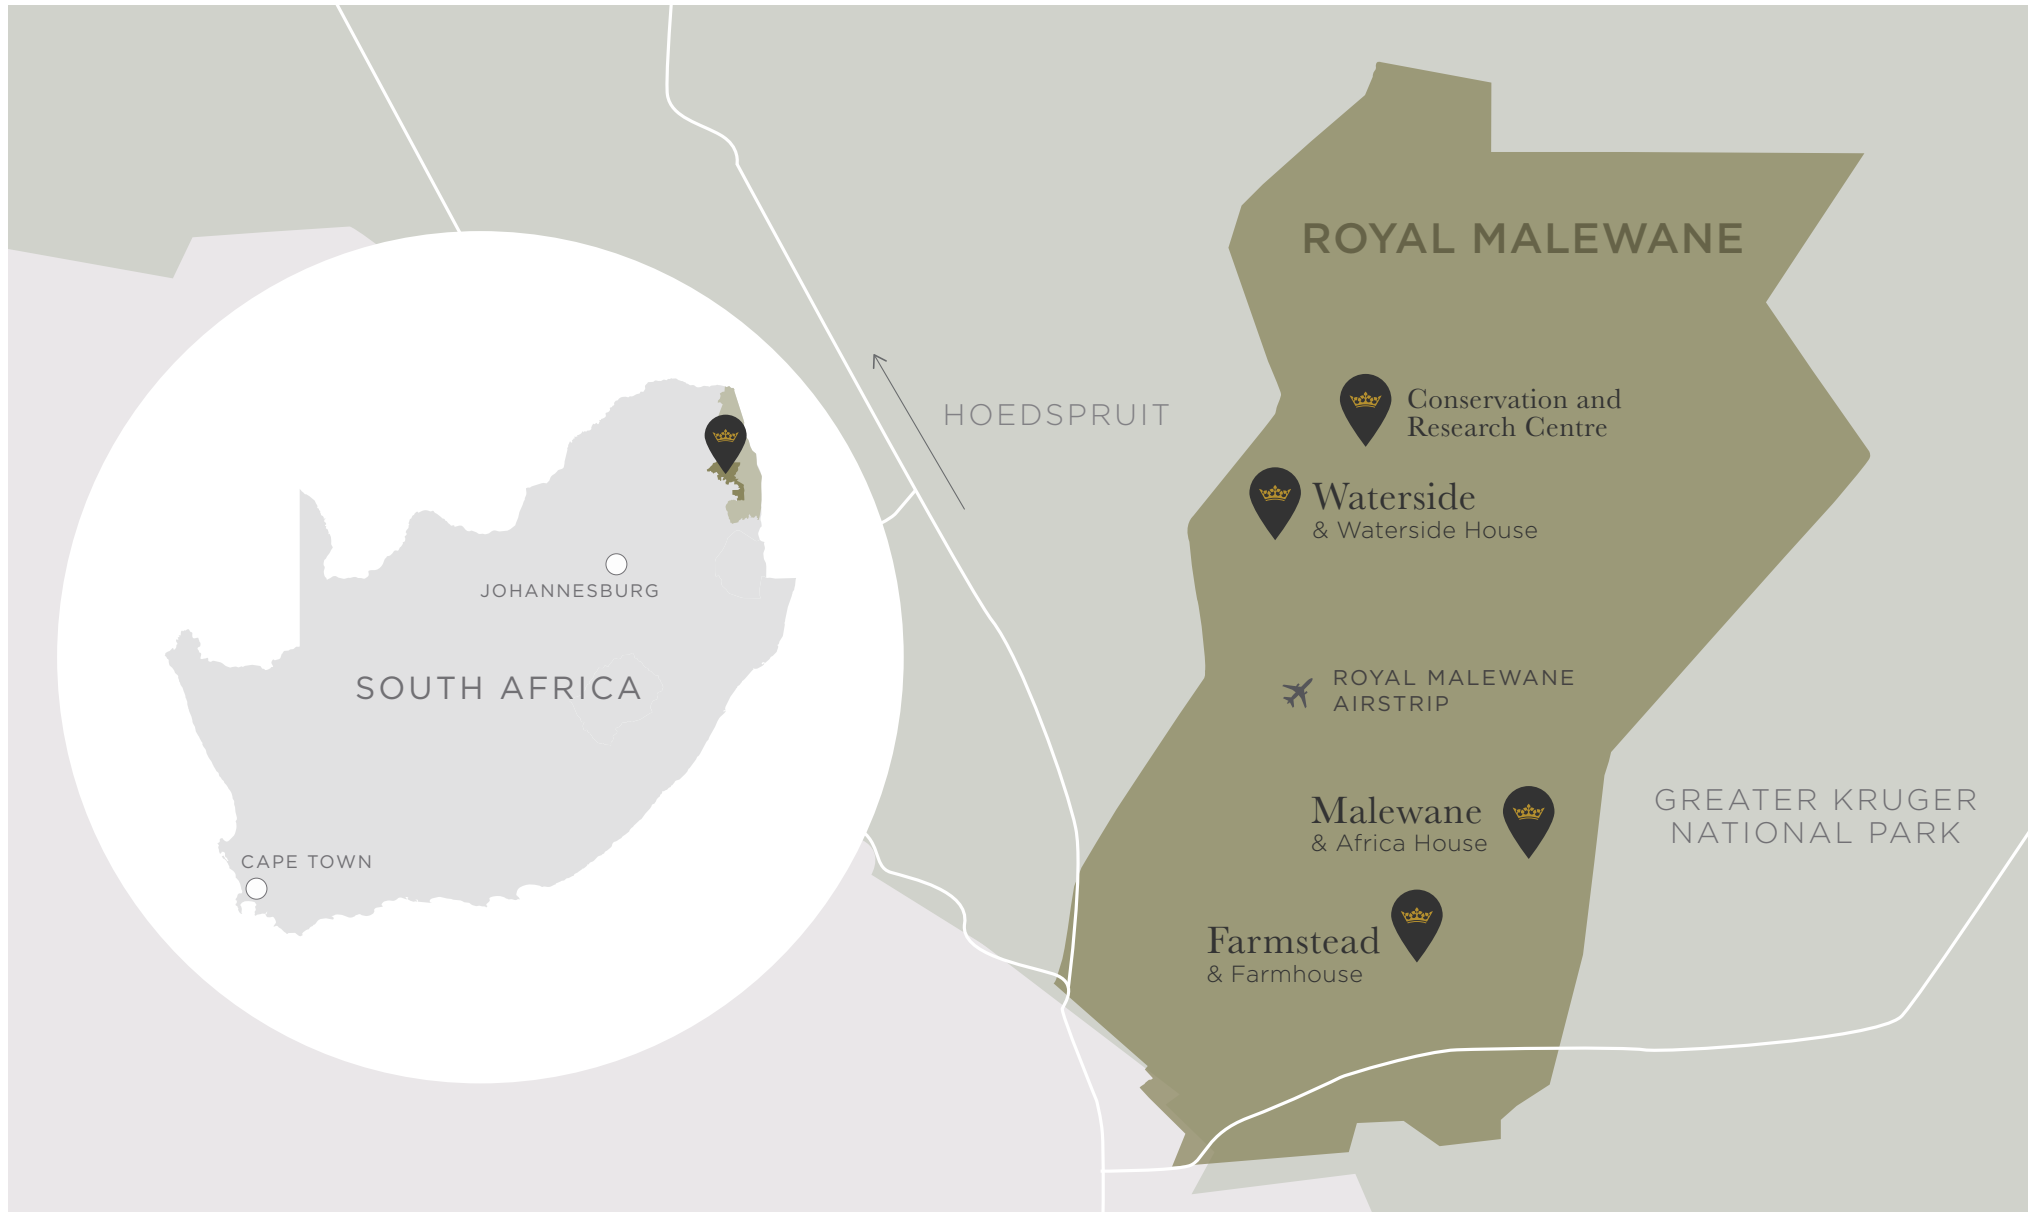 ROYAL MALEWANE
HOEDSPRUIT
Conservation and
Research Centre
Waterside
& Waterside House
JOHANNESBURG
SOUTH AFRICA
ROYAL MALEWANE
AIRSTRIP
GREATER KRUGER
NATIONAL PARK
Malewane
& Africa House
CAPE TOWN
Farmstead
& Farmhouse